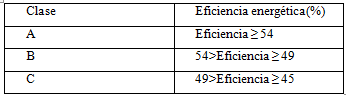 Clase Eficiencia energética(%)
A Eficiencia≥54
B 54>Eficiencia≥49
C 49>Eficiencia≥45